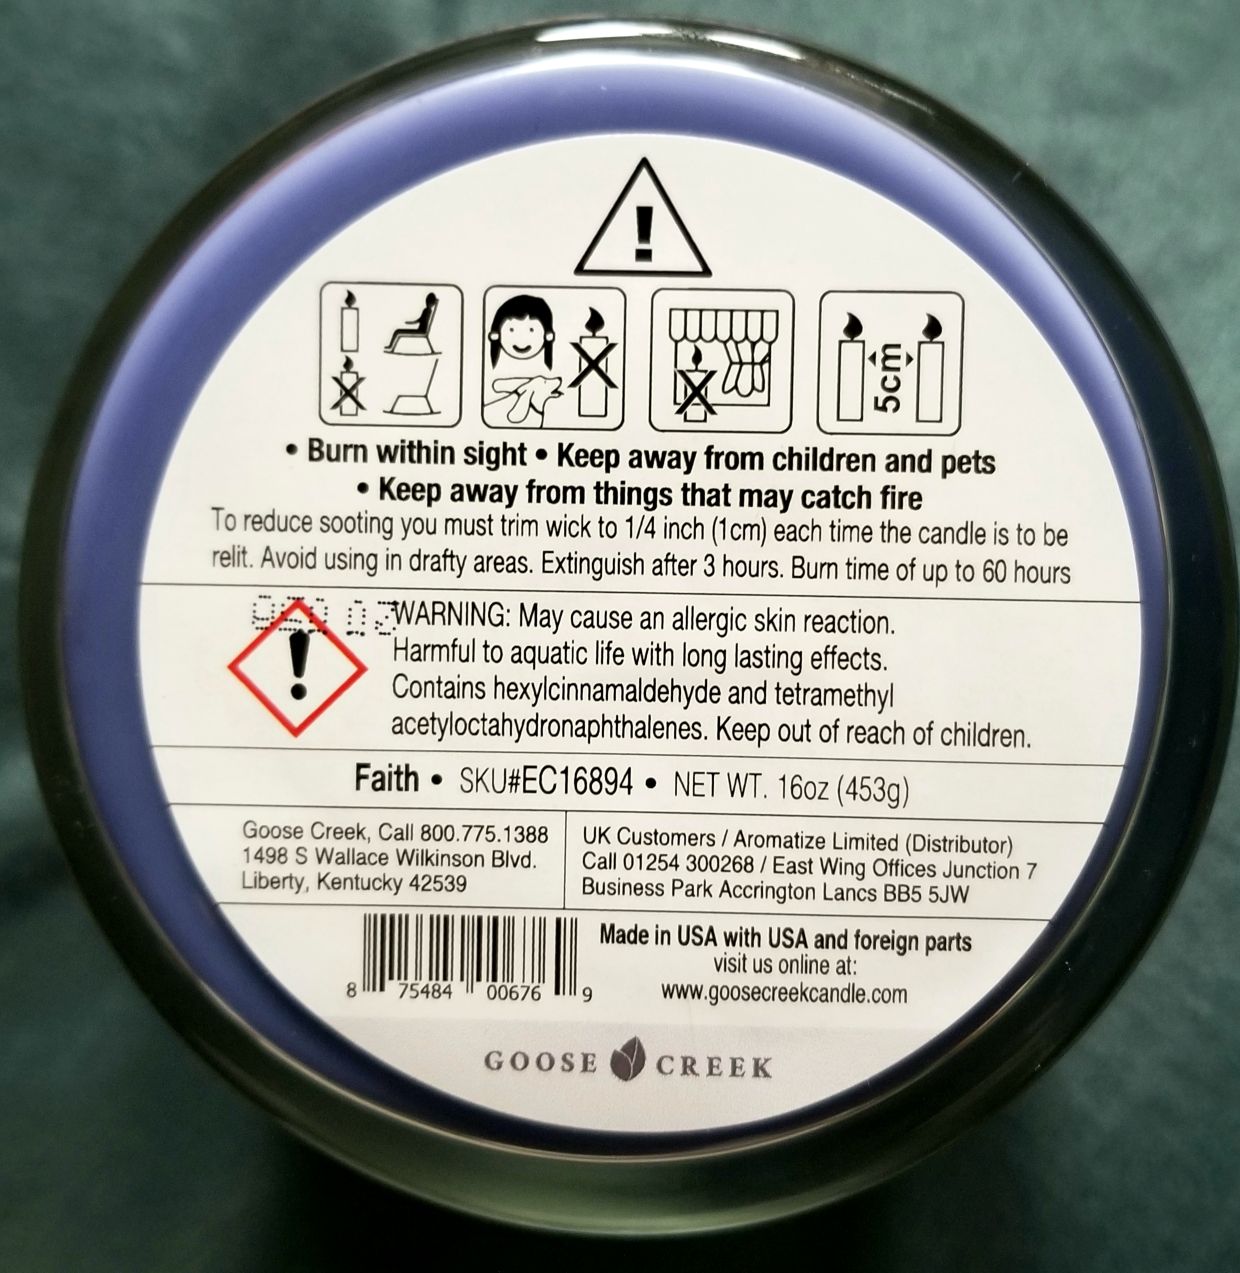 5cm
• Burn within sight • Keep away from children and pets
• Keep away from things that may catch fire
To reduce sooting you must trim wick to 1/4 inch (1cm) each time the candle is to be
relit. Avoid using in drafty areas. Extinguish after 3 hours. Burn time of up to 60 hours
WARNING: May cause an allergic skin reaction.
Harmful to aquatic life with long lasting effects.
Contains hexylcinnamaldehyde and tetramethyl
acetyloctahydronaphthalenes. Keep out of reach of children.
Faith • SKU#EC16894 • NET WT. 16oz (453g)
Goose Creek, Call 800.775.1388
1498 S Wallace Wilkinson Blvd.
Liberty, Kentucky 42539
UK Customers / Aromatize Limited (Distributor)
Call 01254 300268 / East Wing Offices Junction 7
Business Park Accrington Lancs BB5 5JW
8 75484 00676 9
Made in USA with USA and foreign parts
visit us online at:
www.goosecreekcandle.com
GOOSE CREEK